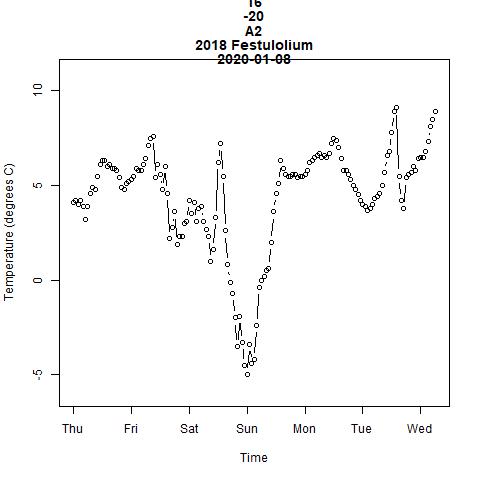 16
-20
A2
2018 Festulolium
2020-01-08
Temperature (degrees C)
10
5
0
-5
Thu Fri Sat Sun Mon Tue Wed
Time